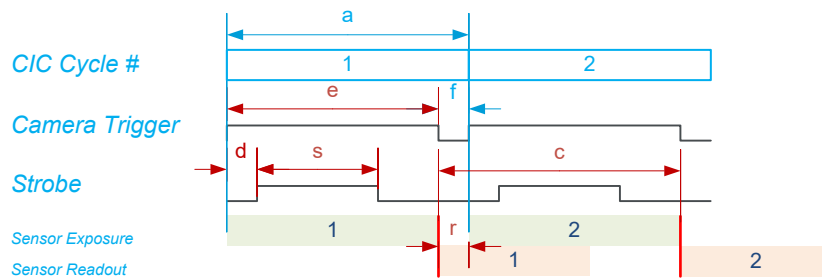 a
CIC Cycle # 1 2
e f
Camera Trigger
d s c
Strobe
Sensor Exposure 1 r 2
Sensor Readout 1 2